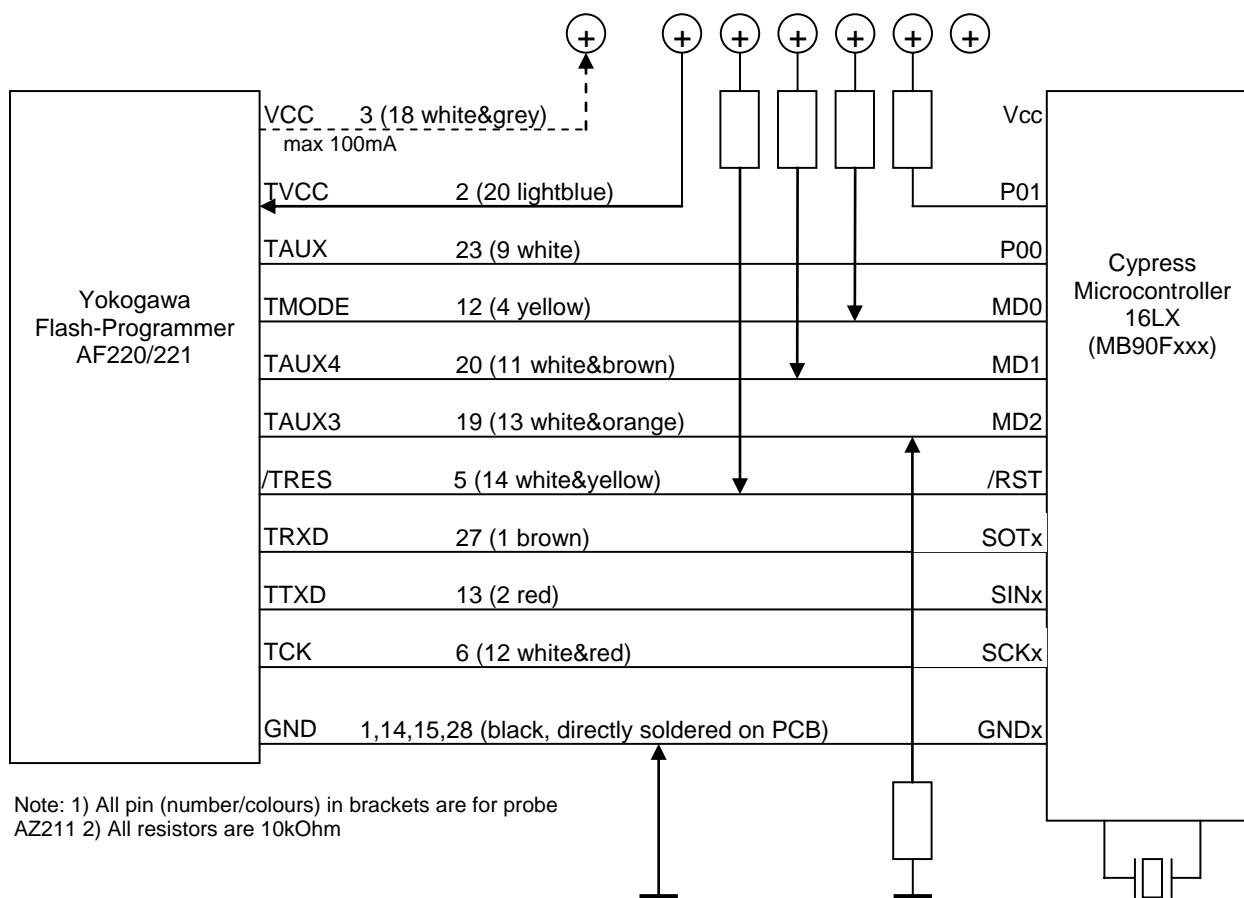 + + + + + + +
VCC 3 (18 white&grey) Vcc
max 100mA
TVCC 2 (20 lightblue) P01
TAUX 23 (9 white) P00
Yokogawa
Flash-Programmer
AF220/221
Cypress
Microcontroller
16LX
(MB90Fxxx)
TMODE 12 (4 yellow) MD0
TAUX4 20 (11 white&brown) MD1
TAUX3 19 (13 white&orange) MD2
/TRES 5 (14 white&yellow) /RST
TRXD 27 (1 brown) SOTx
TTXD 13 (2 red) SINx
TCK 6 (12 white&red) SCKx
GND 1,14,15,28 (black, directly soldered on PCB) GNDx
Note: 1) All pin (number/colours) in brackets are for probe
AZ211 2) All resistors are 10kOhm